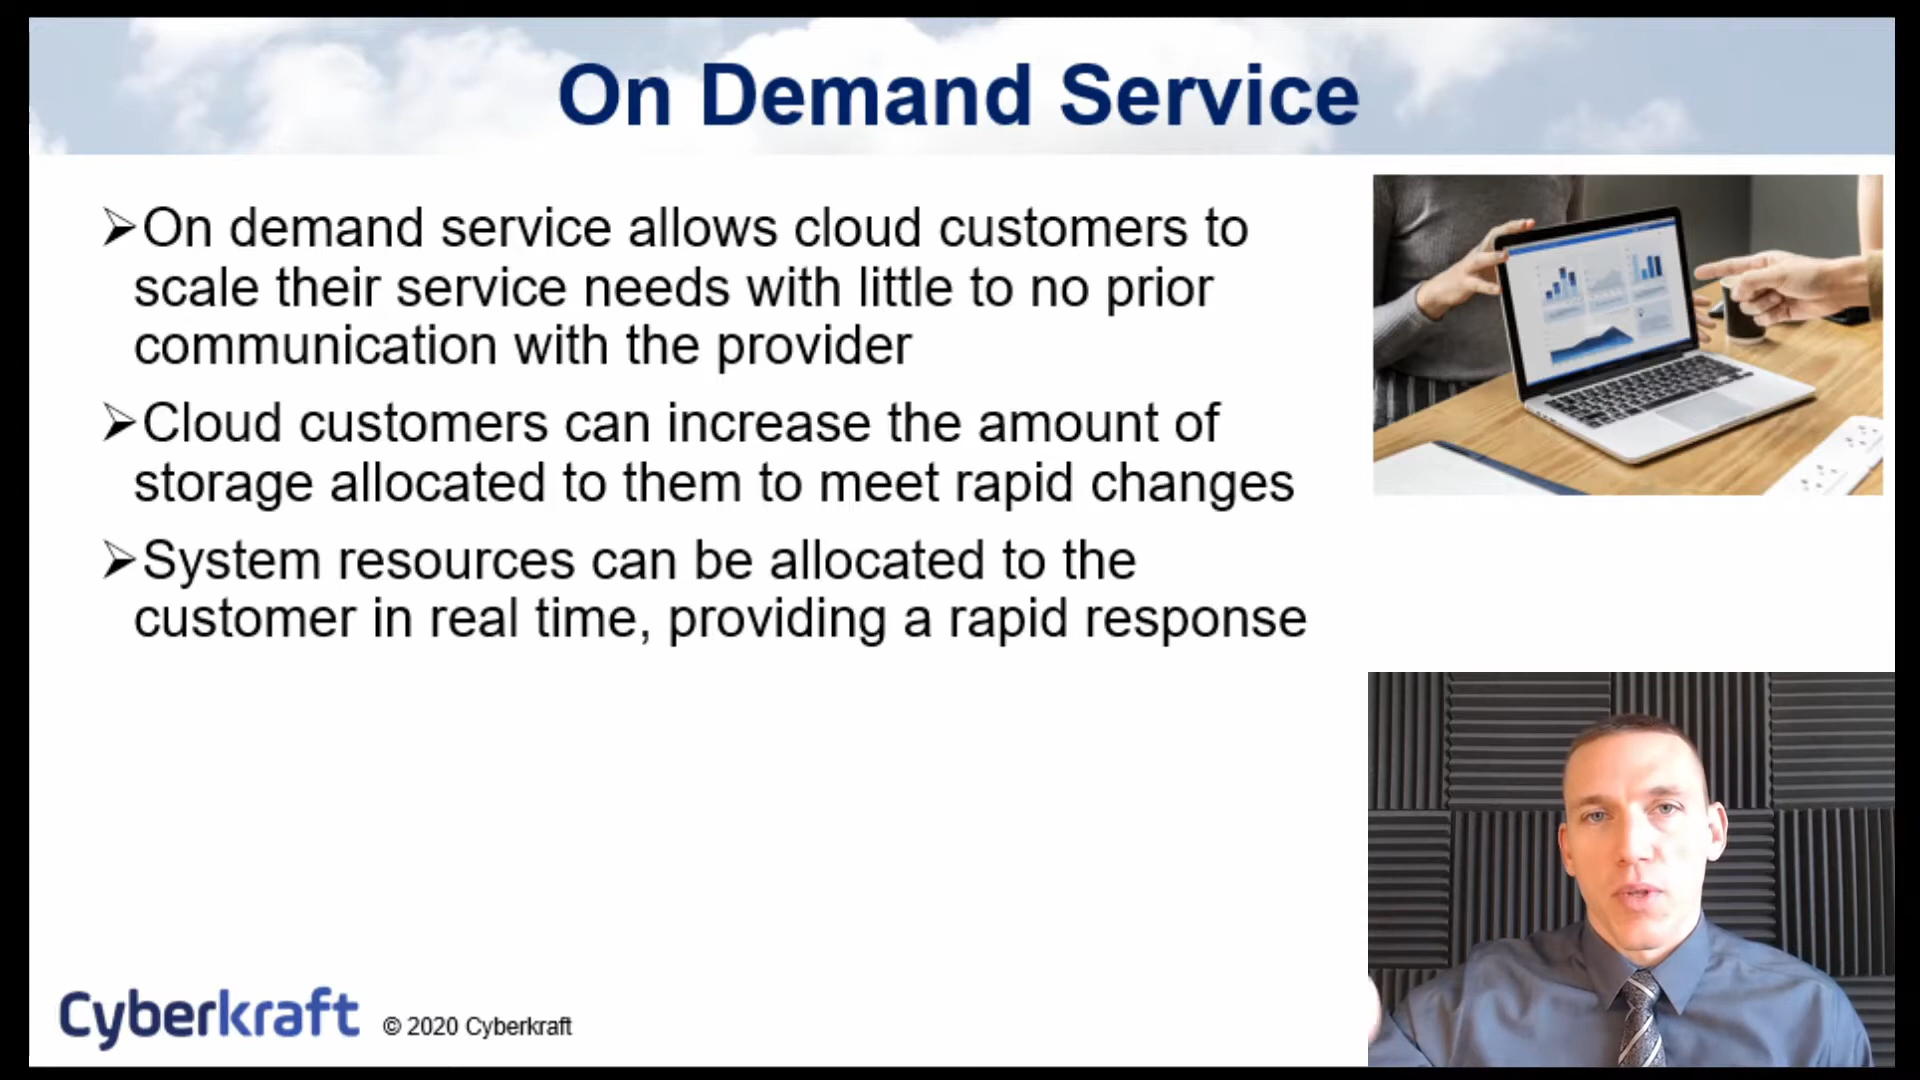 On Demand Service
➢On demand service allows cloud customers to
scale their service needs with little to no prior
communication with the provider
➢Cloud customers can increase the amount of
storage allocated to them to meet rapid changes
➢System resources can be allocated to the
customer in real time, providing a rapid response
Cyberkraft © 2020 Cyberkraft